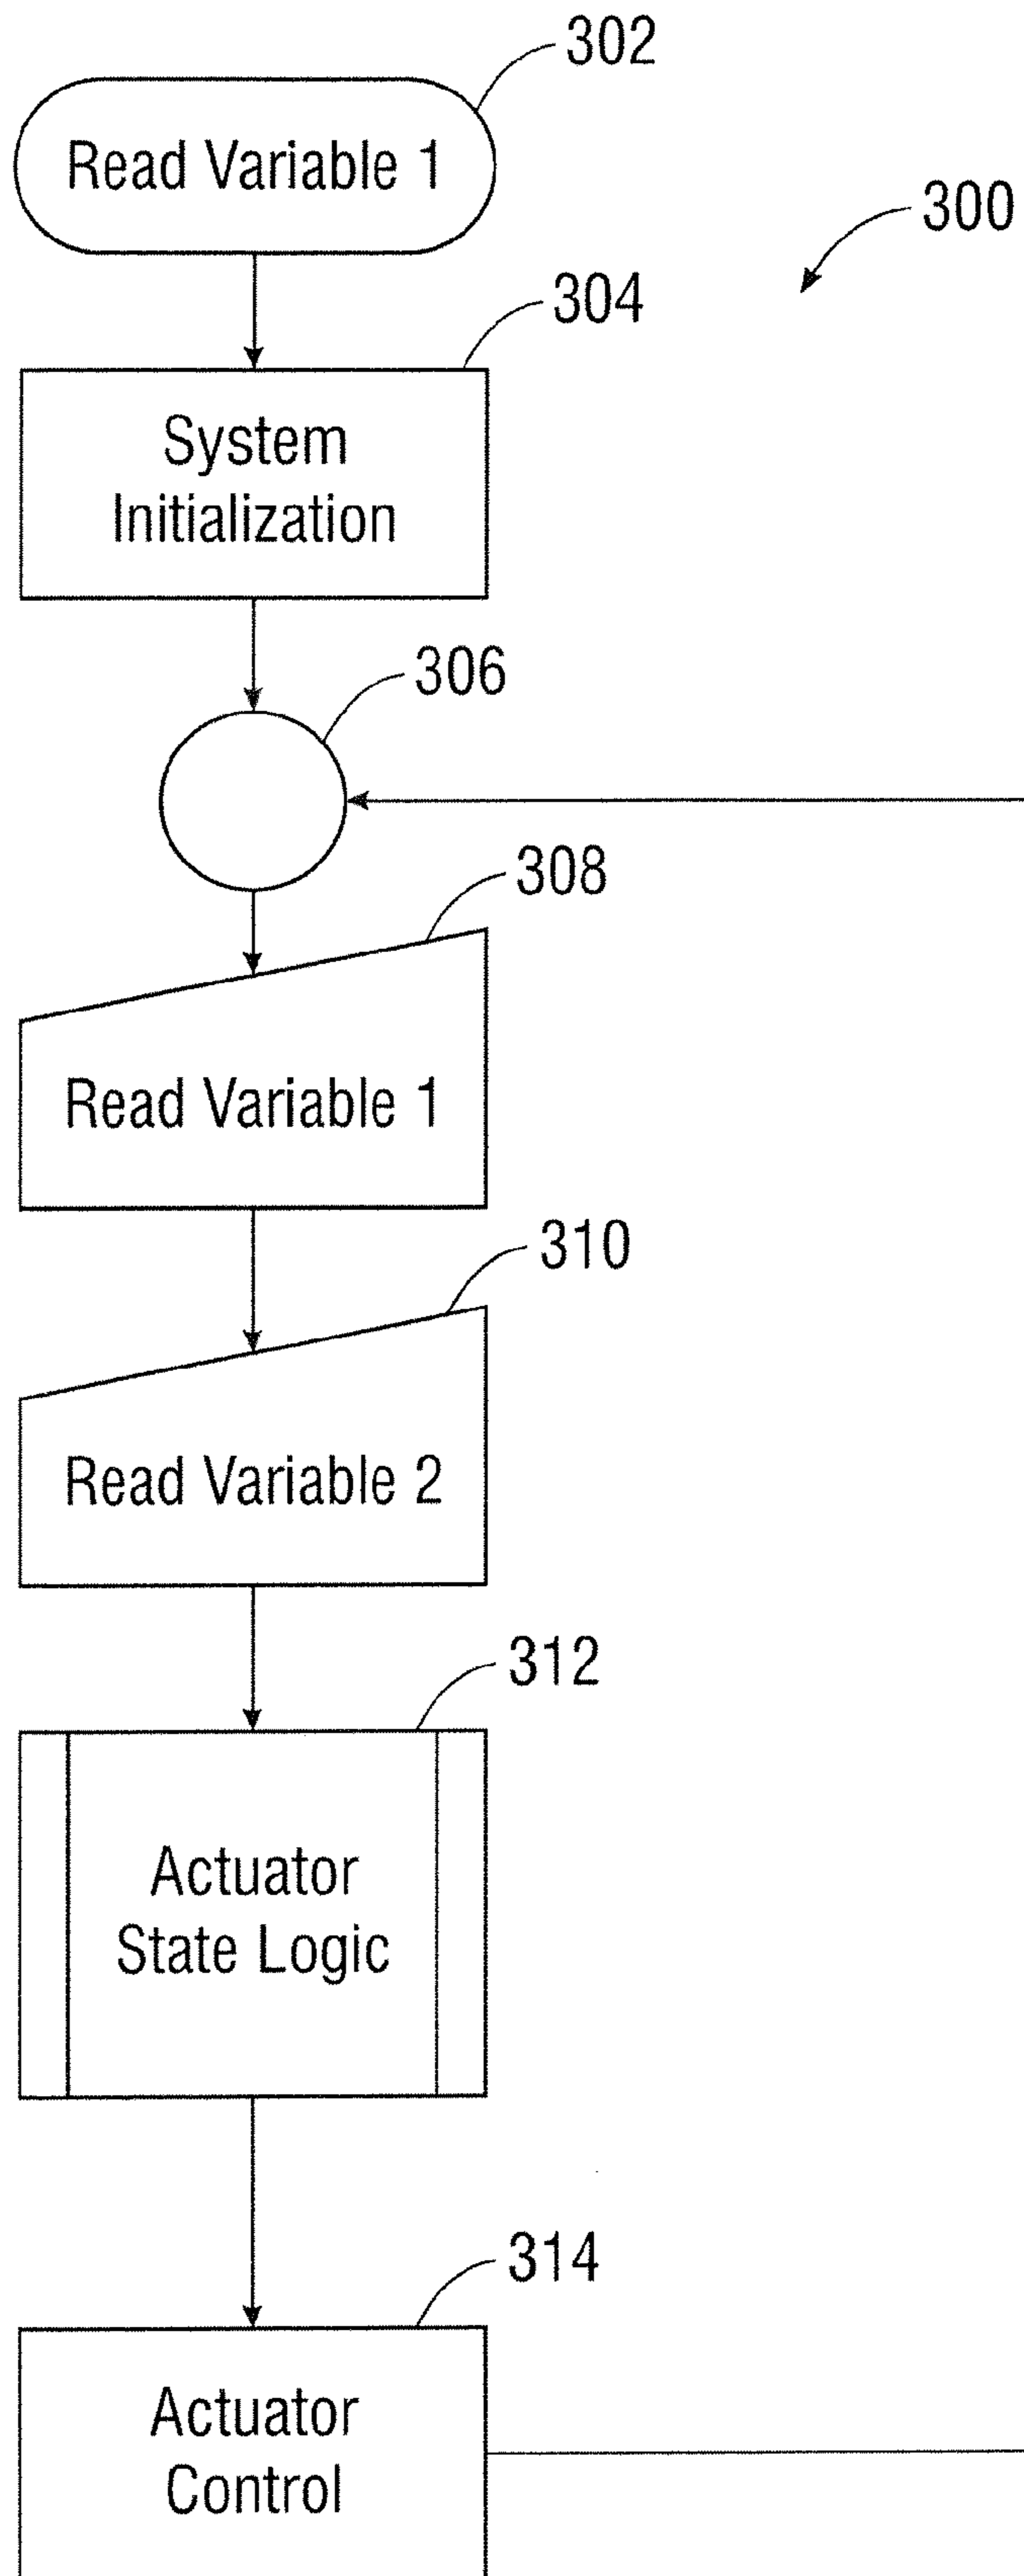 302
Read Variable 1
300
304
System
Initialization
306
308
Read Variable 1
310
Read Variable 2
312
Actuator
State Logic
314
Actuator
Control